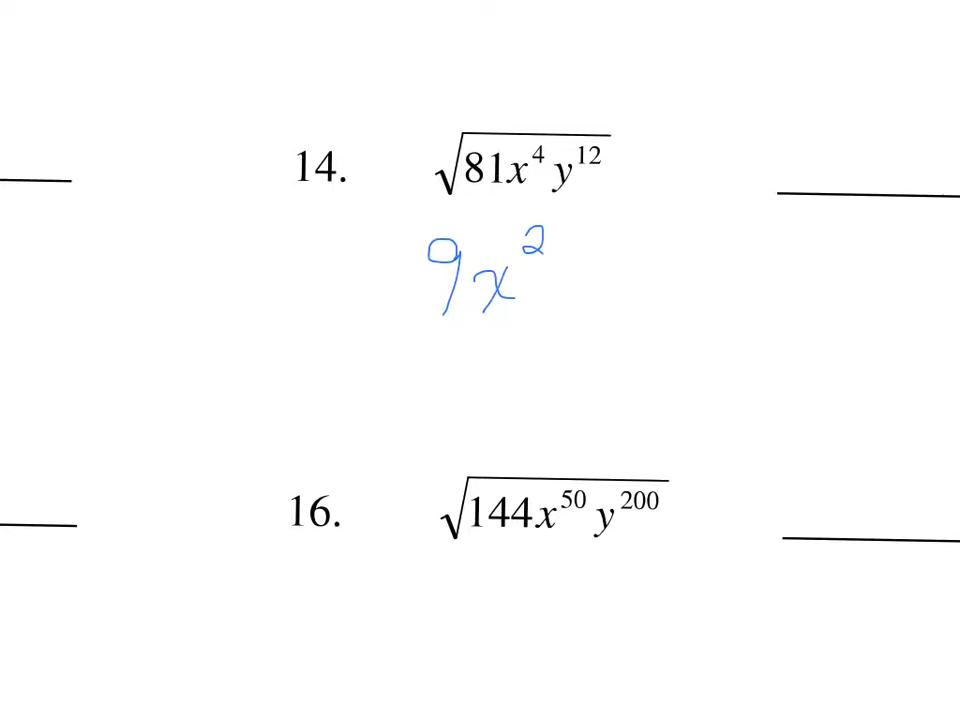 14. √81x⁴y¹²
9x²
16. √144x⁵⁰y²⁰⁰